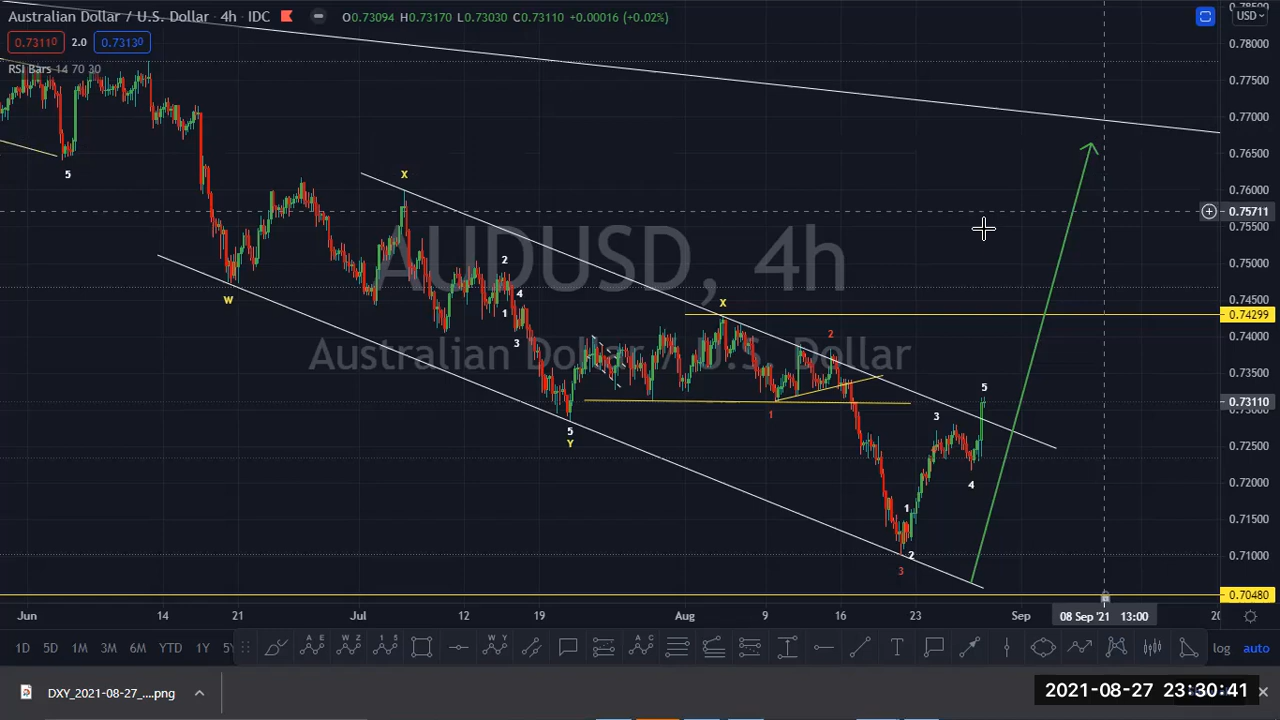 Australian Dollar / U.S. Dollar · 4h · IDC O0.73094 H0.73170 L0.73030 C0.73110 +0.00016 (+0.02%)
USD
0.73110 2.0 0.73130
RSI Bars 14 70 30
0.78000
0.77500
0.77000
0.76500
0.76000
0.75571
0.75500
0.75000
0.74500
0.74299
0.74000
0.73500
0.73110
0.72500
0.72000
0.71500
0.71000
0.70480
AUDUSD, 4h
Australian Dollar / U.S. Dollar
5
X
W
2
4
1
3
5
Y
X
2
1
5
3
4
1
2
3
Jun 14 21 Jul 12 19 Aug 9 16 23 Sep 08 Sep '21 13:00 20
1D 5D 1M 3M 6M YTD 1Y 5Y log auto
DXY_2021-08-27_....png
2021-08-27 23:30:41